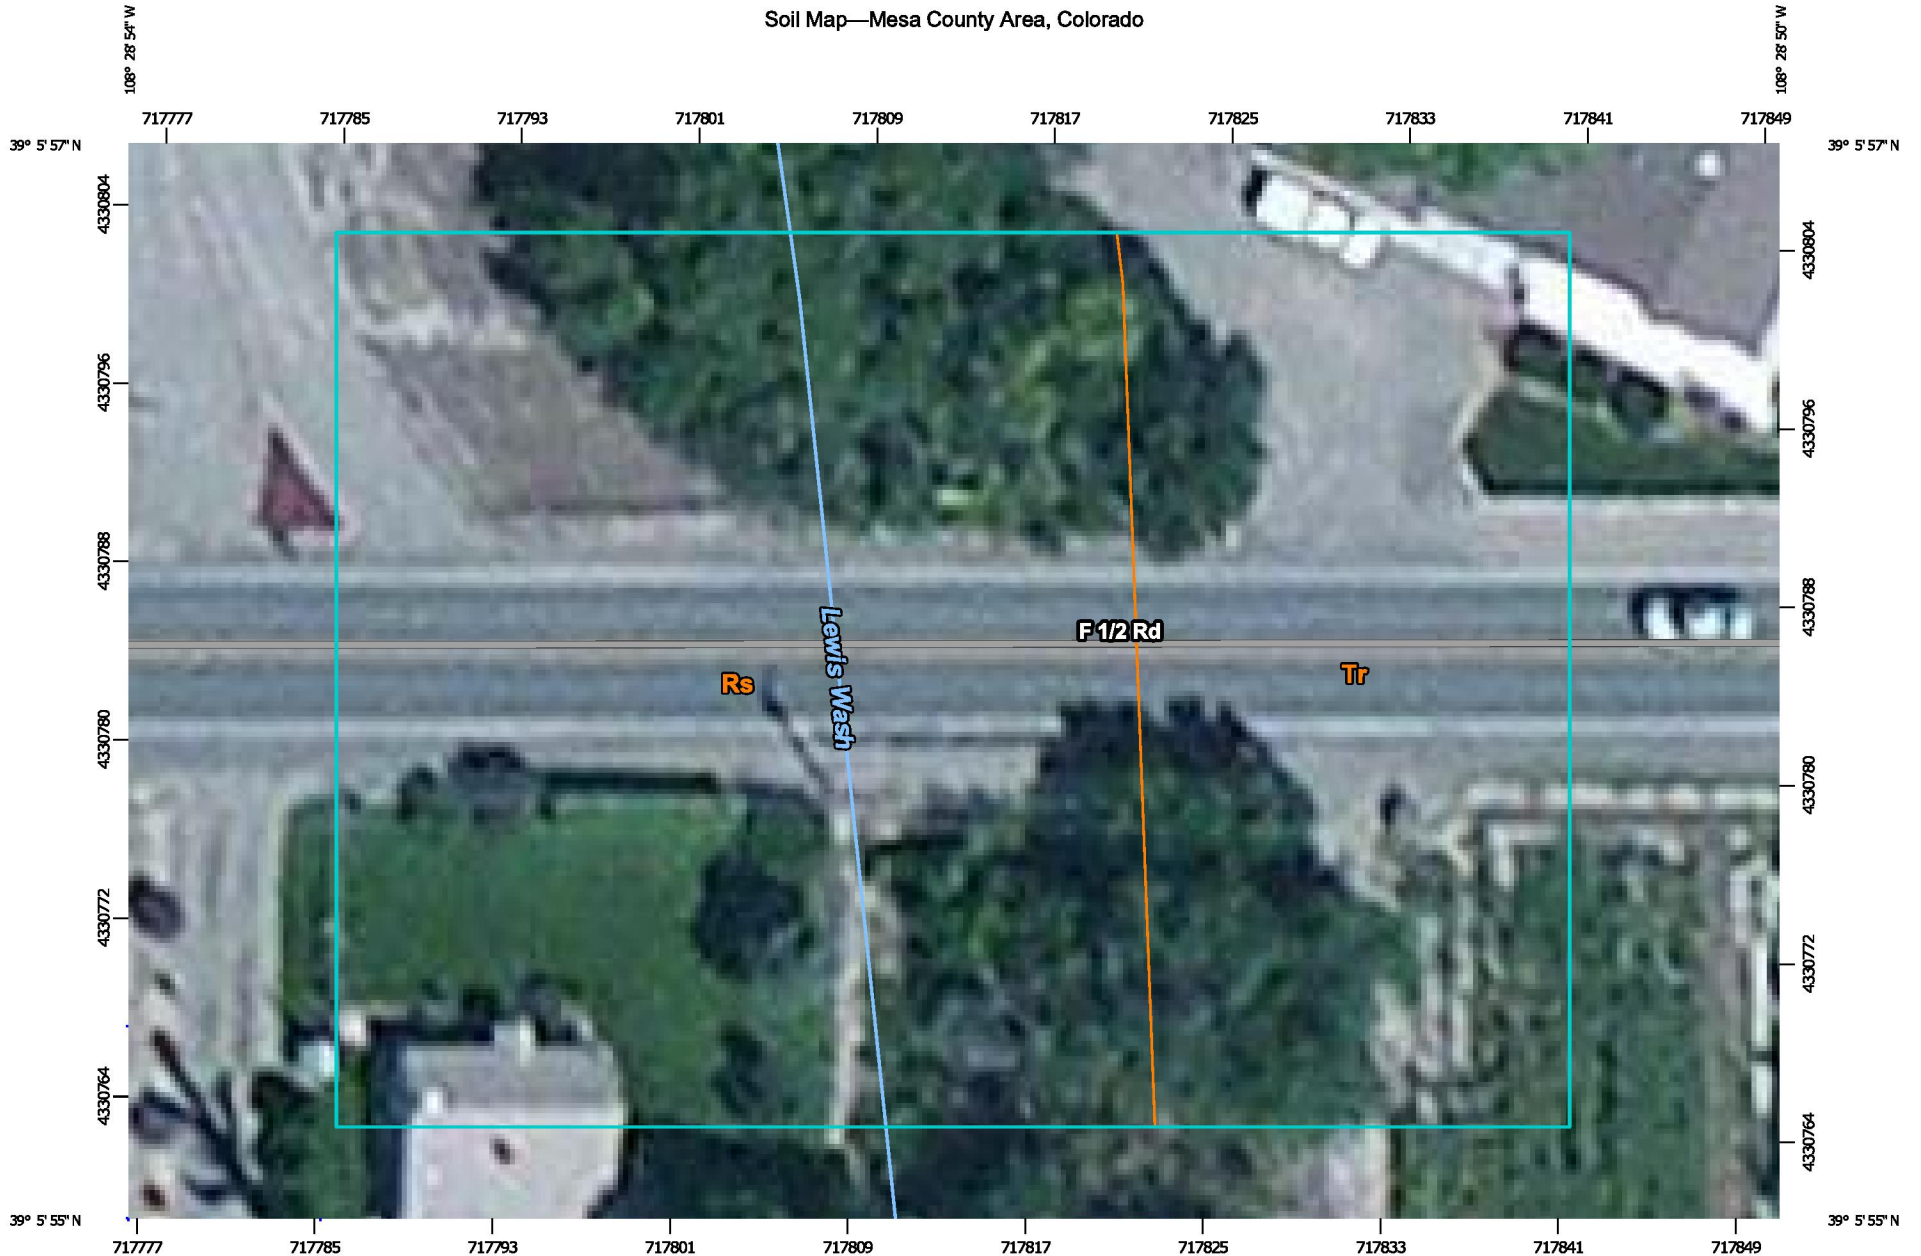 Soil Map—Mesa County Area, Colorado
108° 28' 54" W
108° 28' 50" W
717777 717785 717793 717801 717809 717817 717825 717833 717841 717849
39° 5' 57" N
39° 5' 57" N
4330804
4330804
4330796
4330796
4330788
4330788
F 1/2 Rd
Lewis Wash
Rs
Tr
4330780
4330780
4330772
4330772
4330764
4330764
39° 5' 55" N
39° 5' 55" N
717777 717785 717793 717801 717809 717817 717825 717833 717841 717849